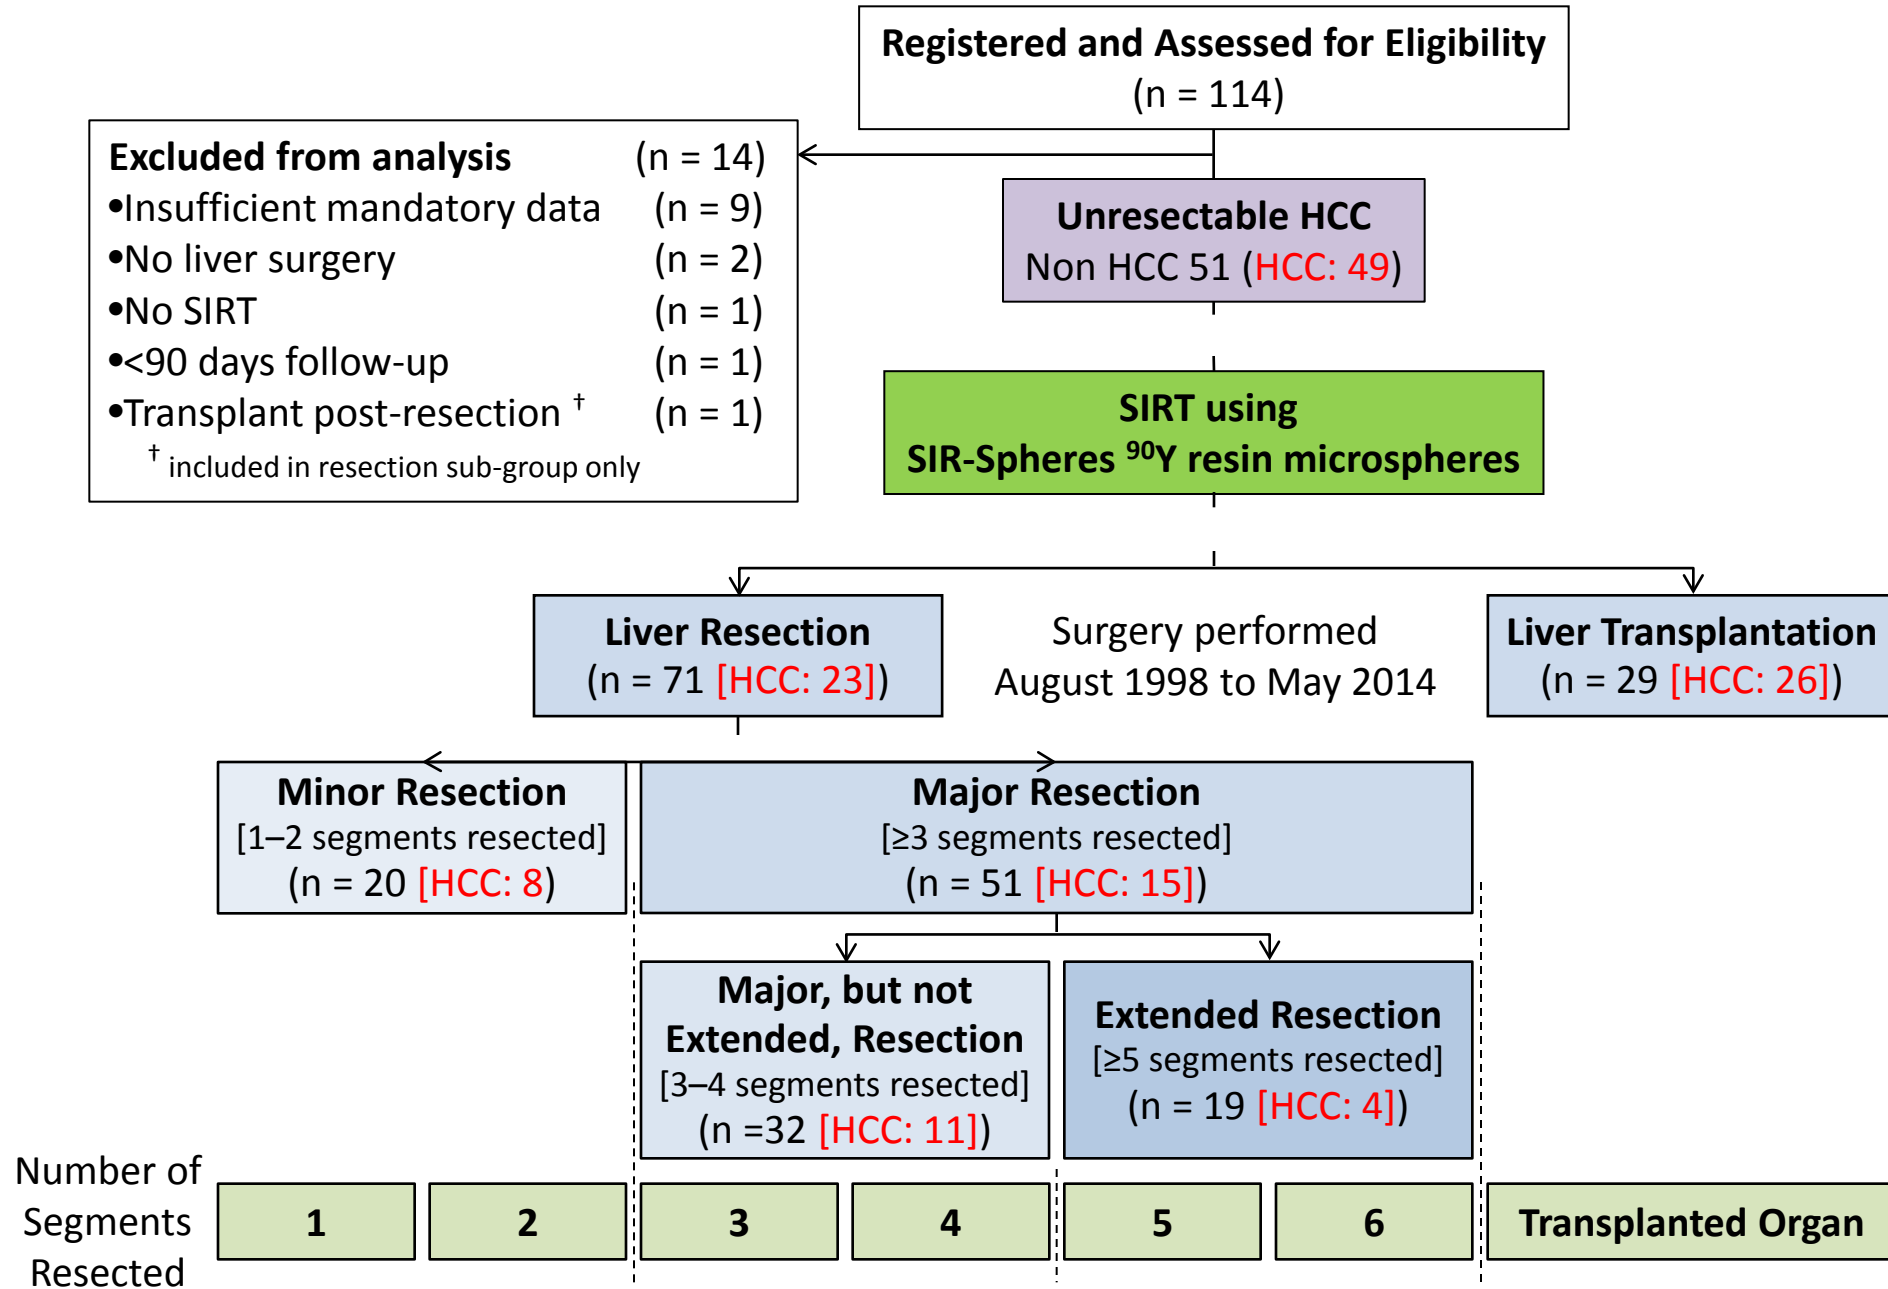 Registered and Assessed for Eligibility
(n = 114)
Excluded from analysis (n = 14)
•Insufficient mandatory data (n = 9)
•No liver surgery (n = 2)
•No SIRT (n = 1)
•<90 days follow-up (n = 1)
•Transplant post-resection † (n = 1)
† included in resection sub-group only
Unresectable HCC
Non HCC 51 (HCC: 49)
SIRT using
SIR-Spheres ⁹⁰Y resin microspheres
Liver Resection
(n = 71 [HCC: 23])
Surgery performed
August 1998 to May 2014
Liver Transplantation
(n = 29 [HCC: 26])
Minor Resection
[1–2 segments resected]
(n = 20 [HCC: 8)
Major Resection
[≥3 segments resected]
(n = 51 [HCC: 15])
Major, but not
Extended, Resection
[3–4 segments resected]
(n =32 [HCC: 11])
Extended Resection
[≥5 segments resected]
(n = 19 [HCC: 4])
Number of
Segments
Resected
1 2 3 4 5 6 Transplanted Organ